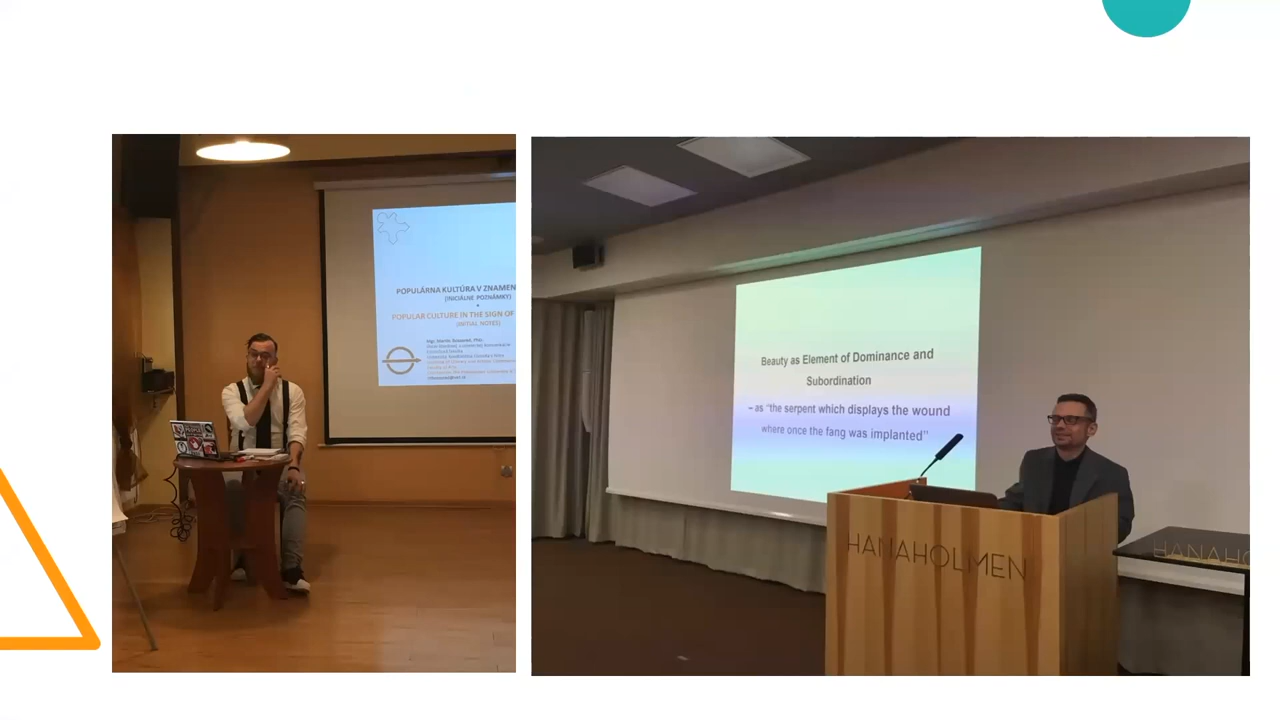 POPULÁRNA KULTÚRA V ZNAMEN
(INICIÁLNE POZNÁMKY)
*
POPULAR CULTURE IN THE SIGN OF
(INITIAL NOTES)
Beauty as Element of Dominance and
Subordination
– as "the serpent which displays the wound
where once the fang was implanted"
HANAHOLMEN
HANAHO